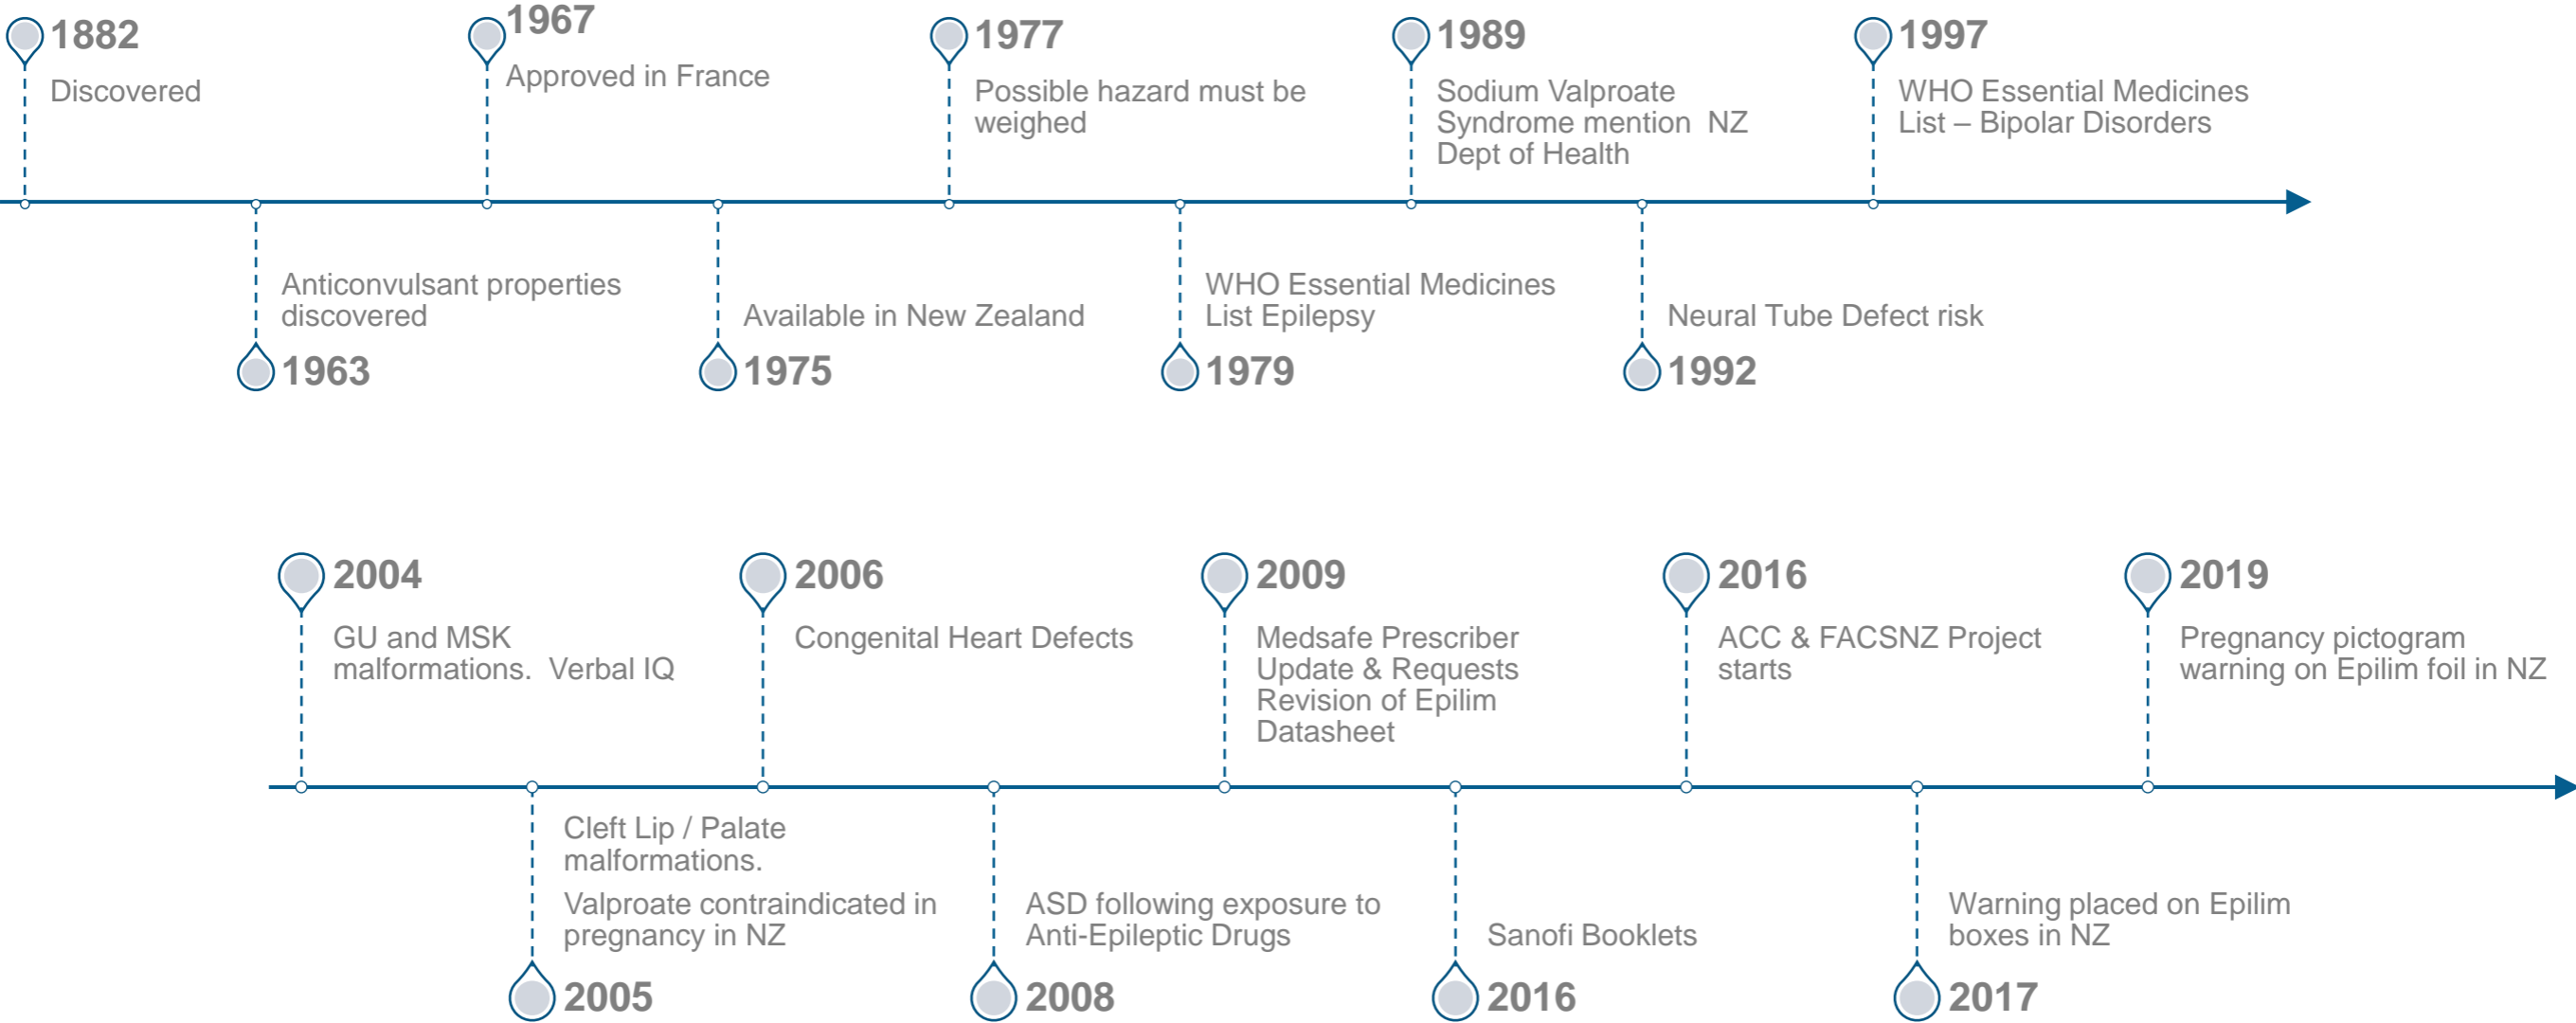 1882
Discovered
Anticonvulsant properties
discovered
1963
1967
Approved in France
Available in New Zealand
1975
1977
Possible hazard must be
weighed
WHO Essential Medicines
List Epilepsy
1979
1989
Sodium Valproate
Syndrome mention  NZ
Dept of Health
Neural Tube Defect risk
1992
1997
WHO Essential Medicines
List – Bipolar Disorders
2004
GU and MSK
malformations.  Verbal IQ
Cleft Lip / Palate
malformations.
Valproate contraindicated in
pregnancy in NZ
2005
2006
Congenital Heart Defects
ASD following exposure to
Anti-Epileptic Drugs
2008
2009
Medsafe Prescriber
Update & Requests
Revision of Epilim
Datasheet
Sanofi Booklets
2016
2016
ACC & FACSNZ Project
starts
Warning placed on Epilim
boxes in NZ
2017
2019
Pregnancy pictogram
warning on Epilim foil in NZ